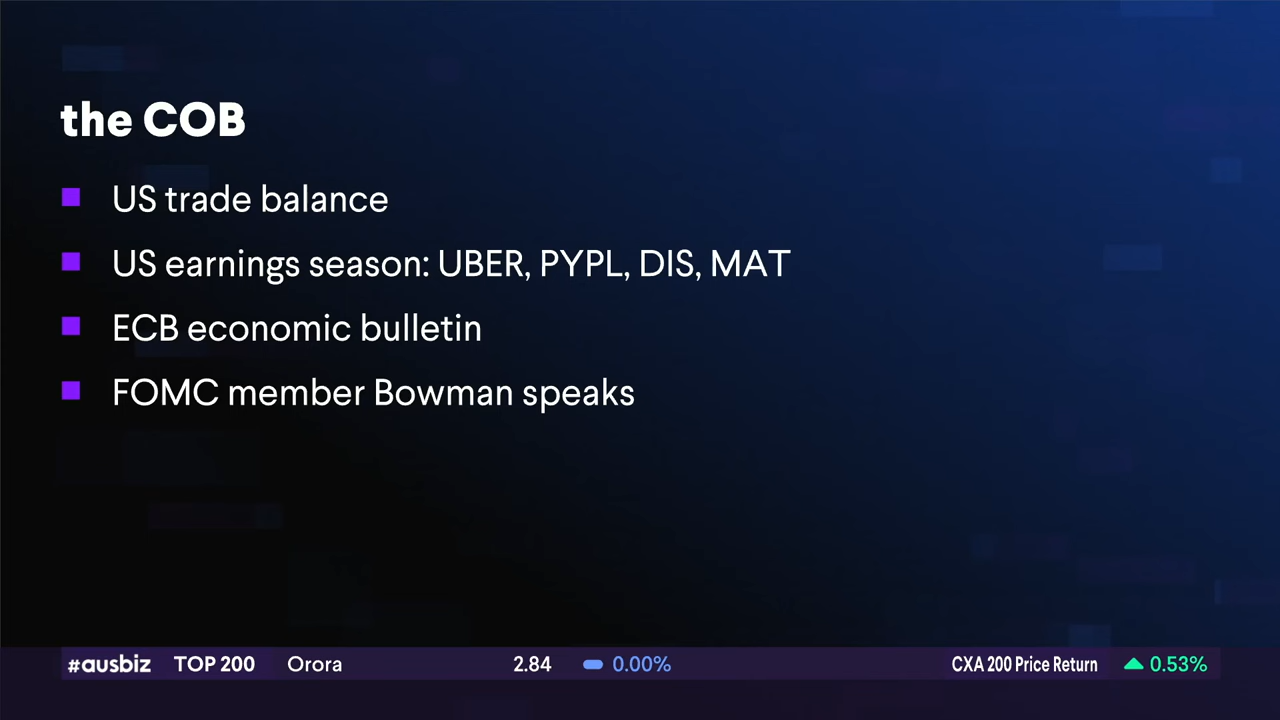 the COB
US trade balance
US earnings season: UBER, PYPL, DIS, MAT
ECB economic bulletin
FOMC member Bowman speaks
#ausbiz TOP 200 Orora 2.84 0.00% CXA 200 Price Return 0.53%